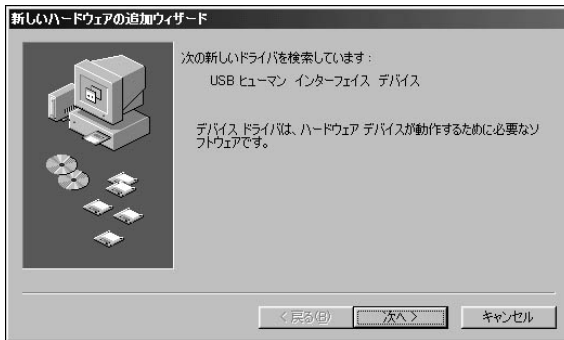 新しいハードウェアの追加ウィザード
次の新しいドライバを検索しています：
USB ヒューマン インターフェイス デバイス
デバイス ドライバは、ハードウェア デバイスが動作するために必要なソ
フトウェアです。
< 戻る(B)
次へ >
キャンセル